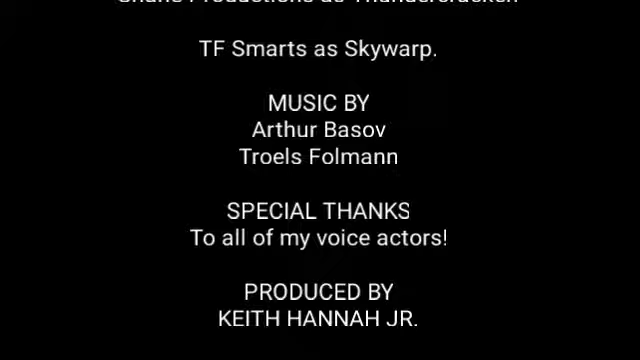 TF Smarts as Skywarp.
MUSIC BY
Arthur Basov
Troels Folmann
SPECIAL THANKS
To all of my voice actors!
PRODUCED BY
KEITH HANNAH JR.